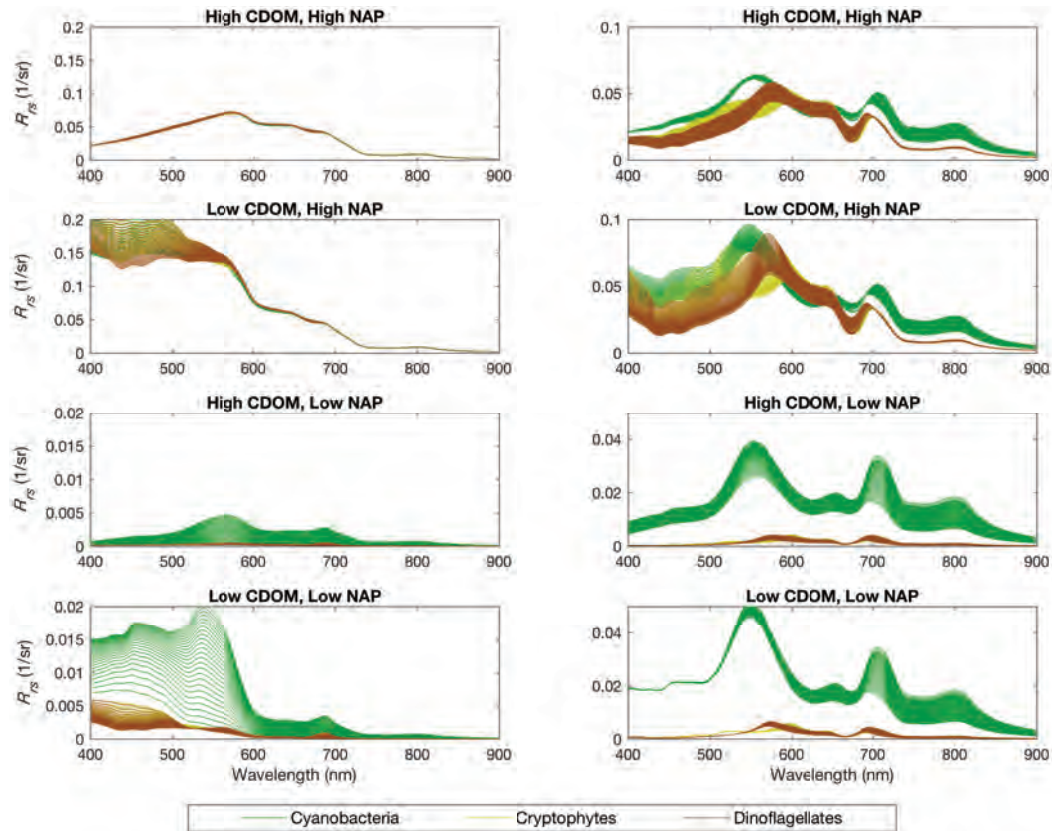 High CDOM, High NAP
0.2
0.15
0.1
0.05
0
R_rs (1/sr)
400 500 600 700 800 900
High CDOM, High NAP
0.1
0.05
0
400 500 600 700 800 900
Low CDOM, High NAP
0.2
0.15
0.1
0.05
0
R_rs (1/sr)
400 500 600 700 800 900
Low CDOM, High NAP
0.1
0.05
0
400 500 600 700 800 900
High CDOM, Low NAP
0.02
0.015
0.01
0.005
0
R_rs (1/sr)
400 500 600 700 800 900
High CDOM, Low NAP
0.04
0.02
0
400 500 600 700 800 900
Low CDOM, Low NAP
0.02
0.015
0.01
0.005
0
R_rs (1/sr)
400 500 600 700 800 900
Wavelength (nm)
Low CDOM, Low NAP
0.04
0.02
0
400 500 600 700 800 900
Wavelength (nm)
Cyanobacteria Cryptophytes Dinoflagellates